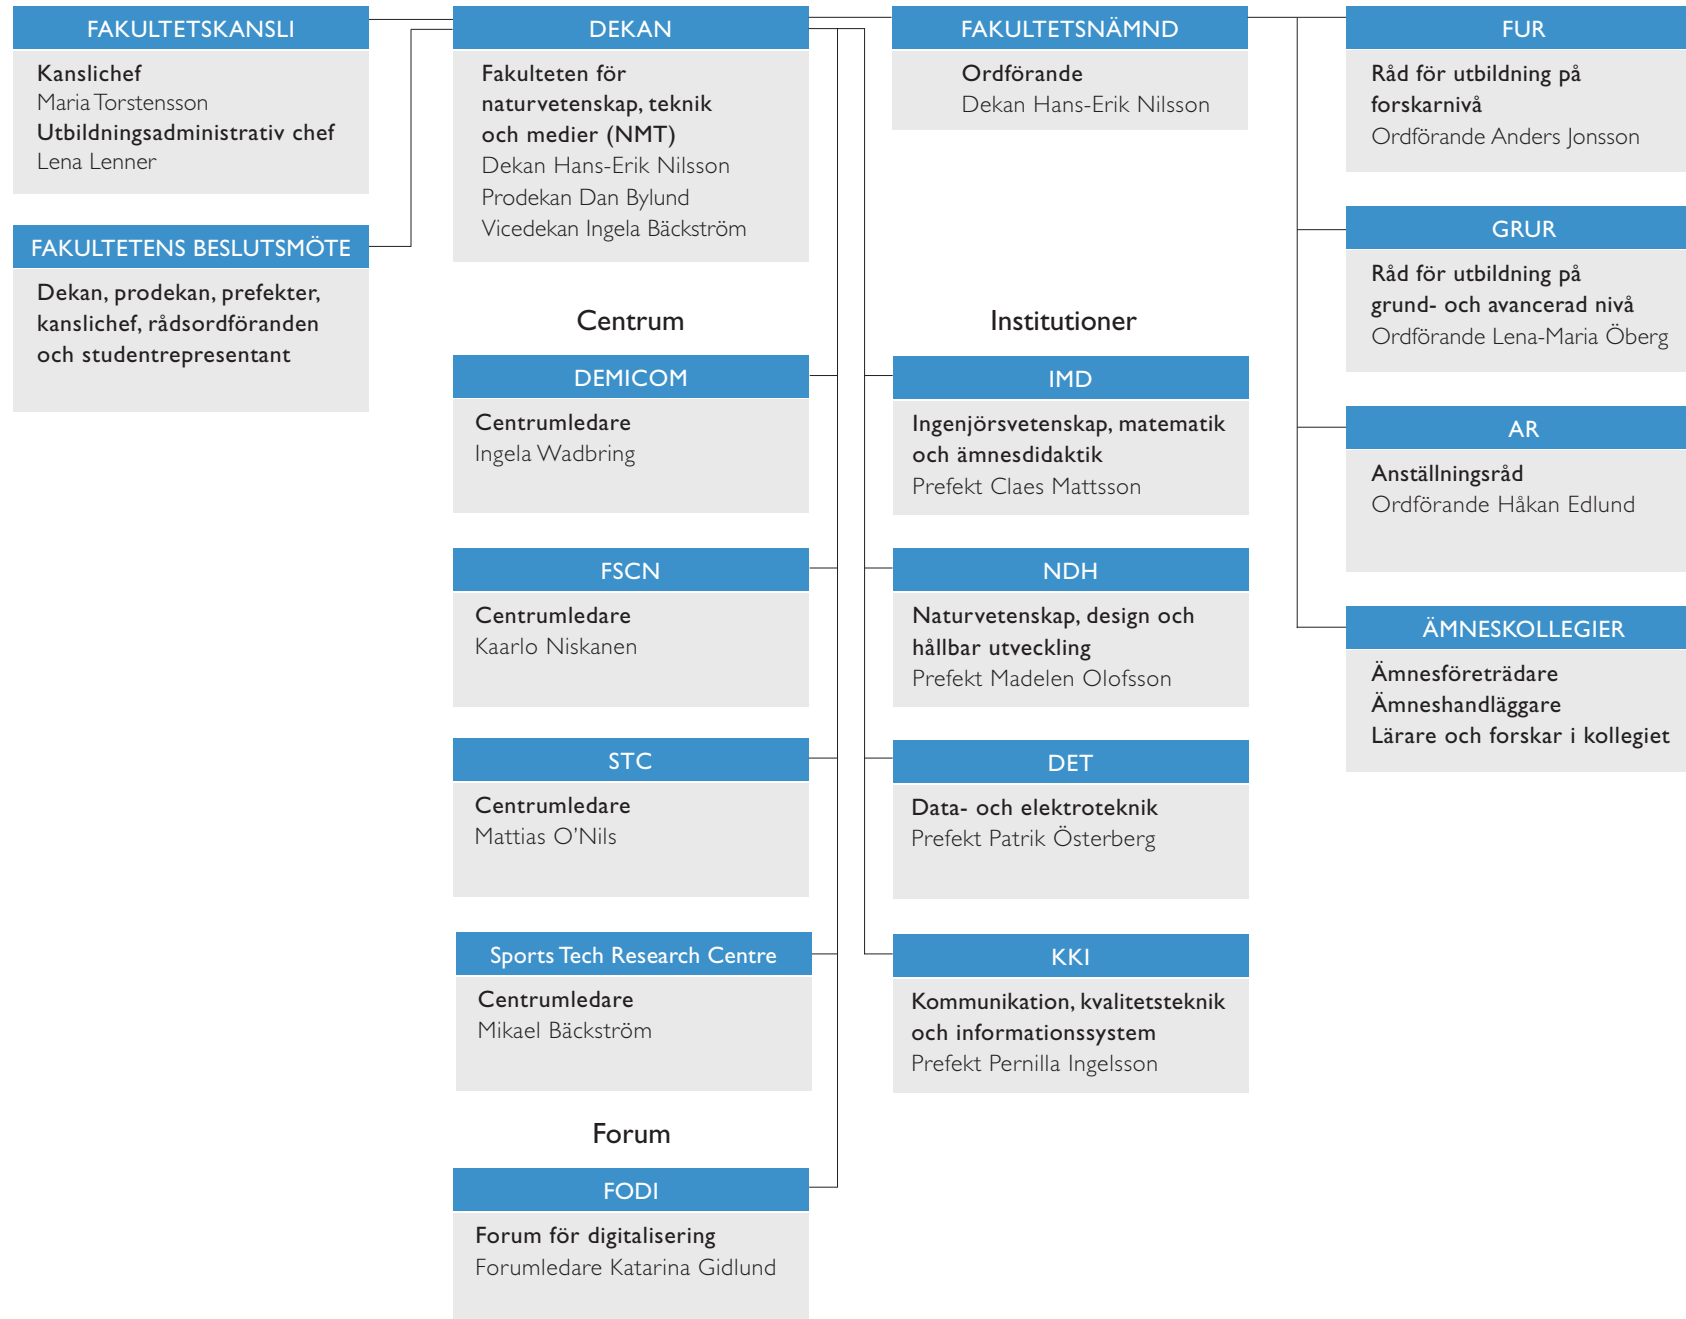 FAKULTETSKANSLI
Kanslichef
Maria Torstensson
Utbildningsadministrativ chef
Lena Lenner
FAKULTETENS BESLUTSMÖTE
Dekan, prodekan, prefekter,
kanslichef, rådsordföranden
och studentrepresentant
DEKAN
Fakulteten för
naturvetenskap, teknik
och medier (NMT)
Dekan Hans-Erik Nilsson
Prodekan Dan Bylund
Vicedekan Ingela Bäckström
Centrum
DEMICOM
Centrumledare
Ingela Wadbring
FSCN
Centrumledare
Kaarlo Niskanen
STC
Centrumledare
Mattias O’Nils
Sports Tech Research Centre
Centrumledare
Mikael Bäckström
Forum
FODI
Forum för digitalisering
Forumledare Katarina Gidlund
FAKULTETSNÄMND
Ordförande
Dekan Hans-Erik Nilsson
Institutioner
IMD
Ingenjörsvetenskap, matematik
och ämnesdidaktik
Prefekt Claes Mattsson
NDH
Naturvetenskap, design och
hållbar utveckling
Prefekt Madelen Olofsson
DET
Data- och elektroteknik
Prefekt Patrik Österberg
KKI
Kommunikation, kvalitetsteknik
och informationssystem
Prefekt Pernilla Ingelsson
FUR
Råd för utbildning på
forskarnivå
Ordförande Anders Jonsson
GRUR
Råd för utbildning på
grund- och avancerad nivå
Ordförande Lena-Maria Öberg
AR
Anställningsråd
Ordförande Håkan Edlund
ÄMNESKOLLEGIER
Ämnesföreträdare
Ämneshandläggare
Lärare och forskar i kollegiet